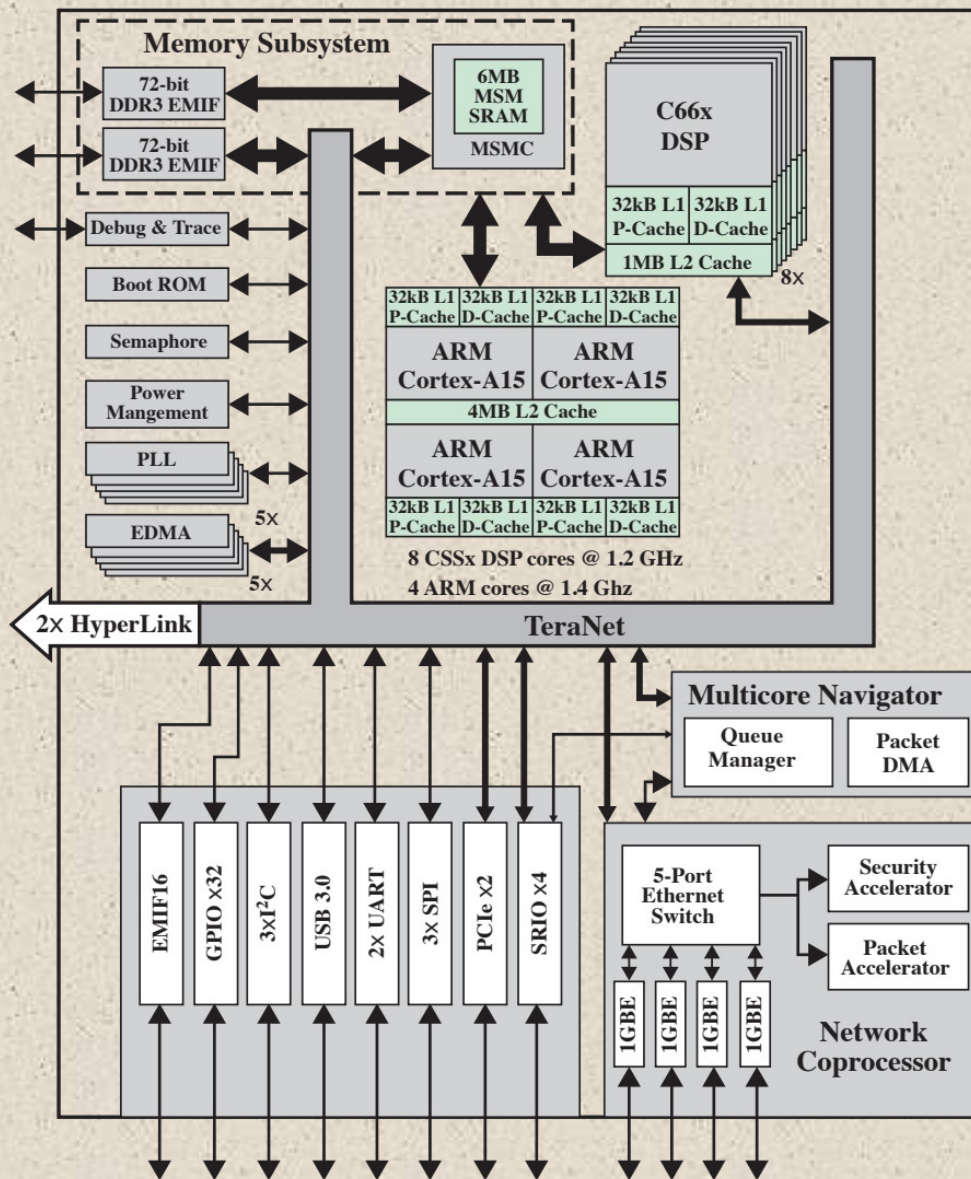 Memory Subsystem
72-bit
DDR3 EMIF
72-bit
DDR3 EMIF
6MB
MSM
SRAM
MSMC
C66x
DSP
32kB L1
P-Cache
32kB L1
D-Cache
1MB L2 Cache
8x
Debug & Trace
Boot ROM
Semaphore
Power
Mangement
PLL
5x
EDMA
5x
32kB L1
P-Cache
32kB L1
D-Cache
32kB L1
P-Cache
32kB L1
D-Cache
ARM
Cortex-A15
ARM
Cortex-A15
4MB L2 Cache
ARM
Cortex-A15
ARM
Cortex-A15
32kB L1
P-Cache
32kB L1
D-Cache
32kB L1
P-Cache
32kB L1
D-Cache
8 CSSx DSP cores @ 1.2 GHz
4 ARM cores @ 1.4 Ghz
2x HyperLink
TeraNet
Multicore Navigator
Queue
Manager
Packet
DMA
EMIF16
GPIO x32
3xI²C
USB 3.0
2x UART
3x SPI
PCIe x2
SRIO x4
5-Port
Ethernet
Switch
Security
Accelerator
Packet
Accelerator
1GBE
1GBE
1GBE
1GBE
Network
Coprocessor